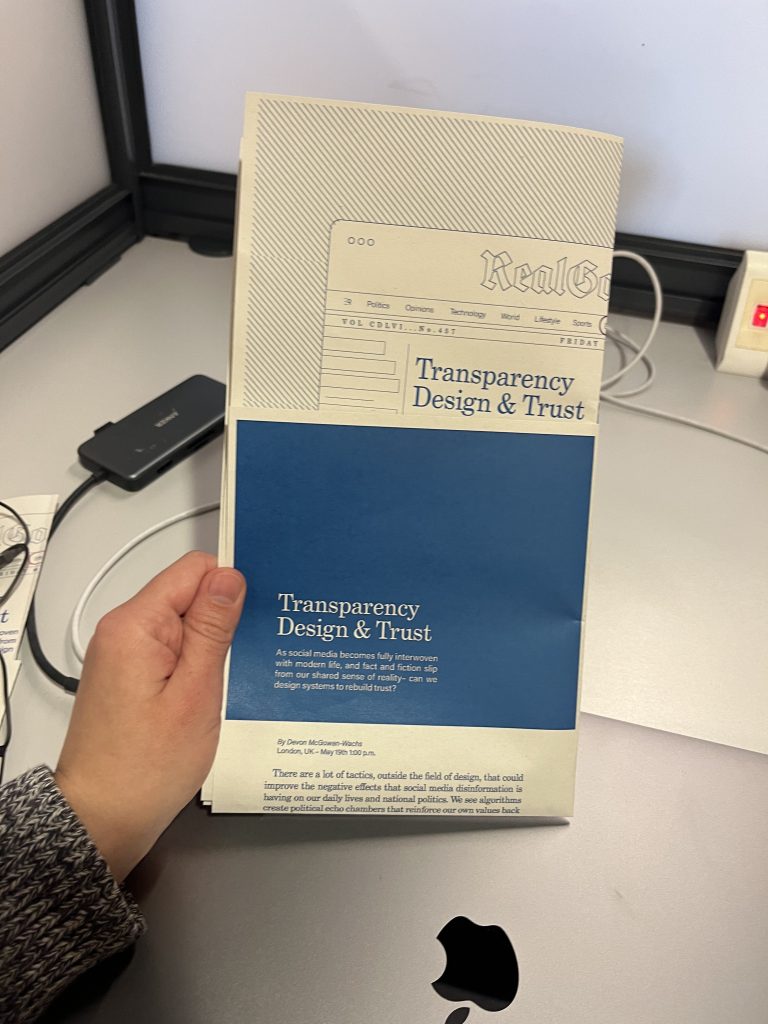 RealGo
Politics Opinions Technology World Lifestyle Sports
VOL CDLVI...No.457
FRIDAY
Transparency
Design & Trust
Transparency
Design & Trust
As social media becomes fully interwoven
with modern life, and fact and fiction slip
from our shared sense of reality- can we
design systems to rebuild trust?
By Devon McGowen-Wachs
London, UK - May 19th 1:00 p.m.
There are a lot of tactics, outside the field of design, that could
improve the negative effects that social media disinformation is
having on our daily lives and national politics. We see algorithms
create political echo chambers that reinforce our own values back